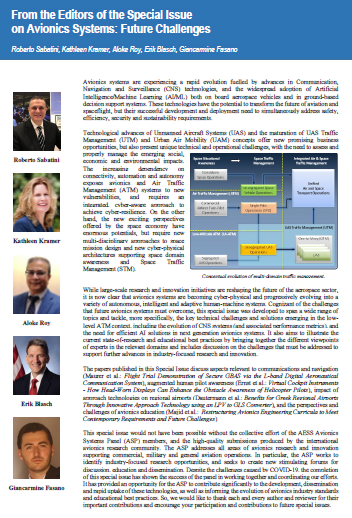 From the Editors of the Special Issue
on Avionics Systems: Future Challenges
Roberto Sabatini, Kathleen Kramer, Aloke Roy, Erik Blasch, Giancarmine Fasano
Avionics systems are experiencing a rapid evolution fuelled by advances in Communication,
Navigation and Surveillance (CNS) technologies, and the widespread adoption of Artificial
Intelligence/Machine Learning (AI/ML) both on board aerospace vehicles and in ground-based
decision support systems. These technologies have the potential to transform the future of aviation and
spaceflight, but their successful development and deployment need to simultaneously address safety,
efficiency, security and sustainability requirements.
Technological advances of Unmanned Aircraft Systems (UAS) and the maturation of UAS Traffic
Management (UTM) and Urban Air Mobility (UAM) concepts offer new promising business
opportunities, but also present unique technical and operational challenges, with the need to assess and
properly manage the emerging social,
economic and environmental impacts.
The increasing dependency on
connectivity, automation and autonomy
exposes avionics and Air Traffic
Management (ATM) systems to new
vulnerabilities, and requires an
integrated cyber-aware approach to
achieve cyber-resilience. On the other
hand, the new exciting perspectives
offered by the space economy have
enormous potentials, but require new
multi-disciplinary approaches to space
mission design and new cyber-physical
architectures supporting space domain
awareness and Space Traffic
Management (STM).
Space Situational
Awareness
Space Traffic
Management
Integrated Air & Space
Traffic Management
Conceptual evolution of multi-domain traffic management.
Roberto Sabatini
Kathleen Kramer
Aloke Roy
Erik Blasch
Giancarmine Fasano
While large-scale research and innovation initiatives are reshaping the future of the aerospace sector,
it is now clear that avionics systems are becoming cyber-physical and progressively evolving into a
variety of autonomous, intelligent and adaptive human-machine systems. Cognizant of the challenges
that future avionics systems must overcome, this special issue was developed to span a wide range of
topics and tackle, more specifically, the key technical challenges and solutions emerging in the low-
level ATM context, including the evolution of CNS systems (and associated performance metrics), and
the need for efficient AI solutions in next generation avionics systems. It also aims to illustrate the
current state-of-research and educational best practices by bringing together the different viewpoints
of experts in the relevant domains and includes discussion on the challenges that must be addressed to
support further advances in industry-focused research and innovation.
The papers published in this Special Issue discuss aspects relevant to communications and navigation
(Maurer et al.: Flight Trial Demonstration of Secure GBAS via the L-band Digital Aeronautical
Communication System), augmented human pilot awareness (Ernst et al.: Virtual Cockpit Instruments
- How Head-Worn Displays Can Enhance the Obstacle Awareness of Helicopter Pilots), impact of
approach technologies on regional airports (Dautermann et al.: Benefits for Greek Regional Airports
Through Innovative Approach Technology using an LPV to GLS Converter), and the perspectives and
challenges of avionics education (Majid et al.: Restructuring Avionics Engineering Curricula to Meet
Contemporary Requirements and Future Challenges)
This special issue would not have been possible without the collective effort of the AESS Avionics
Systems Panel (ASP) members, and the high-quality submissions produced by the international
avionics research community. The ASP addresses all areas of avionics research and innovation
supporting commercial, military and general aviation operations. In particular, the ASP works to
identify industry-focused research opportunities, and seeks to create new stimulating forums for
discussion, education and dissemination. Despite the challenges caused by COVID-19, the completion
of this special issue has shown the success of the panel in working together and coordinating our efforts.
It has provided an opportunity for the ASP to contribute significantly to the development, dissemination
and rapid uptake of these technologies, as well as informing the evolution of avionics industry standards
and educational best practices. So, we would like to thank each and every author and reviewer for their
important contributions and encourage your participation and contributions to future special issues.